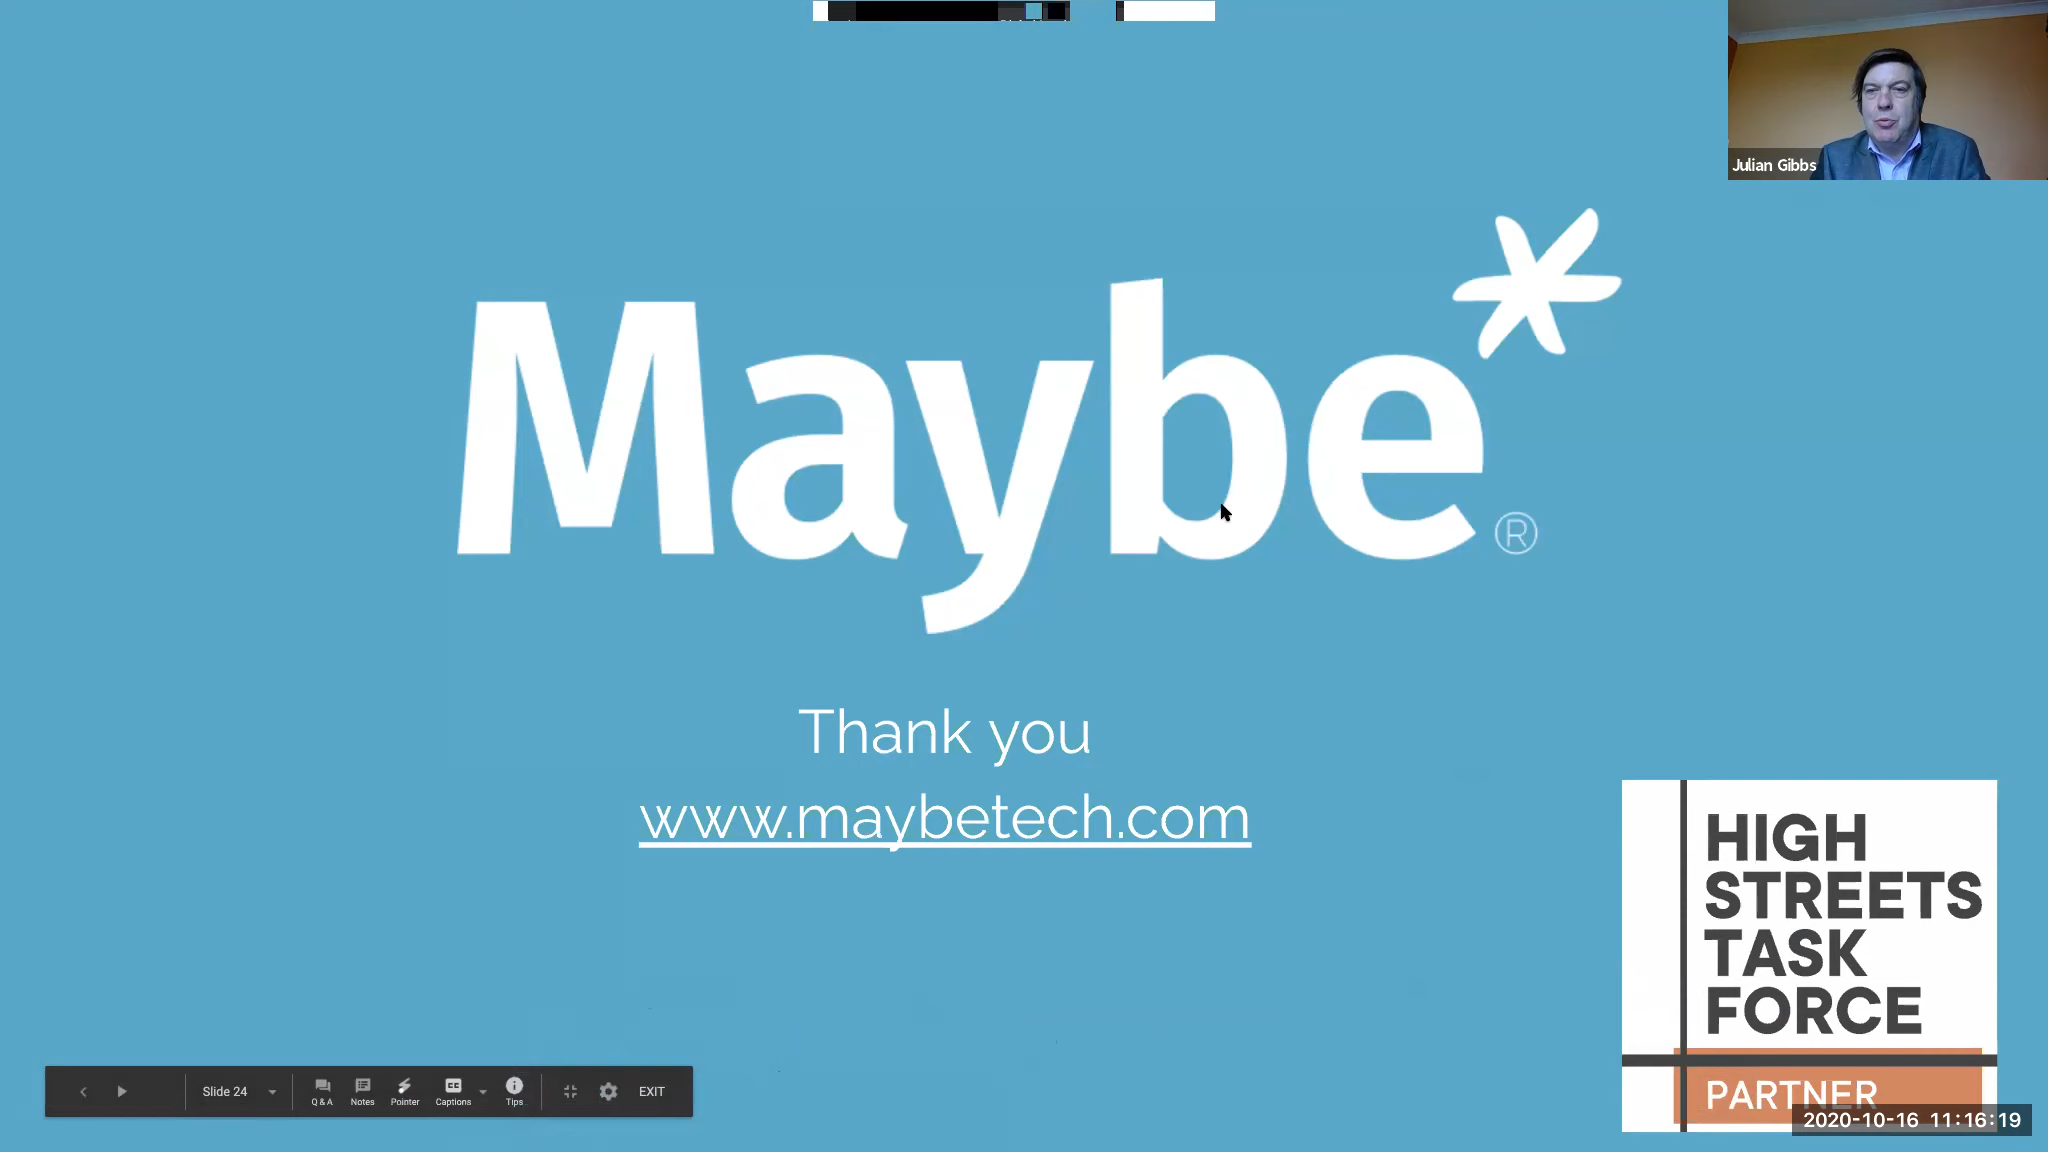 Julian Gibbs
Maybe*
®
Thank you
www.maybetech.com
HIGH
STREETS
TASK
FORCE
PARTNER
2020-10-16 11:16:19
Slide 24
Q & A
Notes
Pointer
Captions
Tips
EXIT